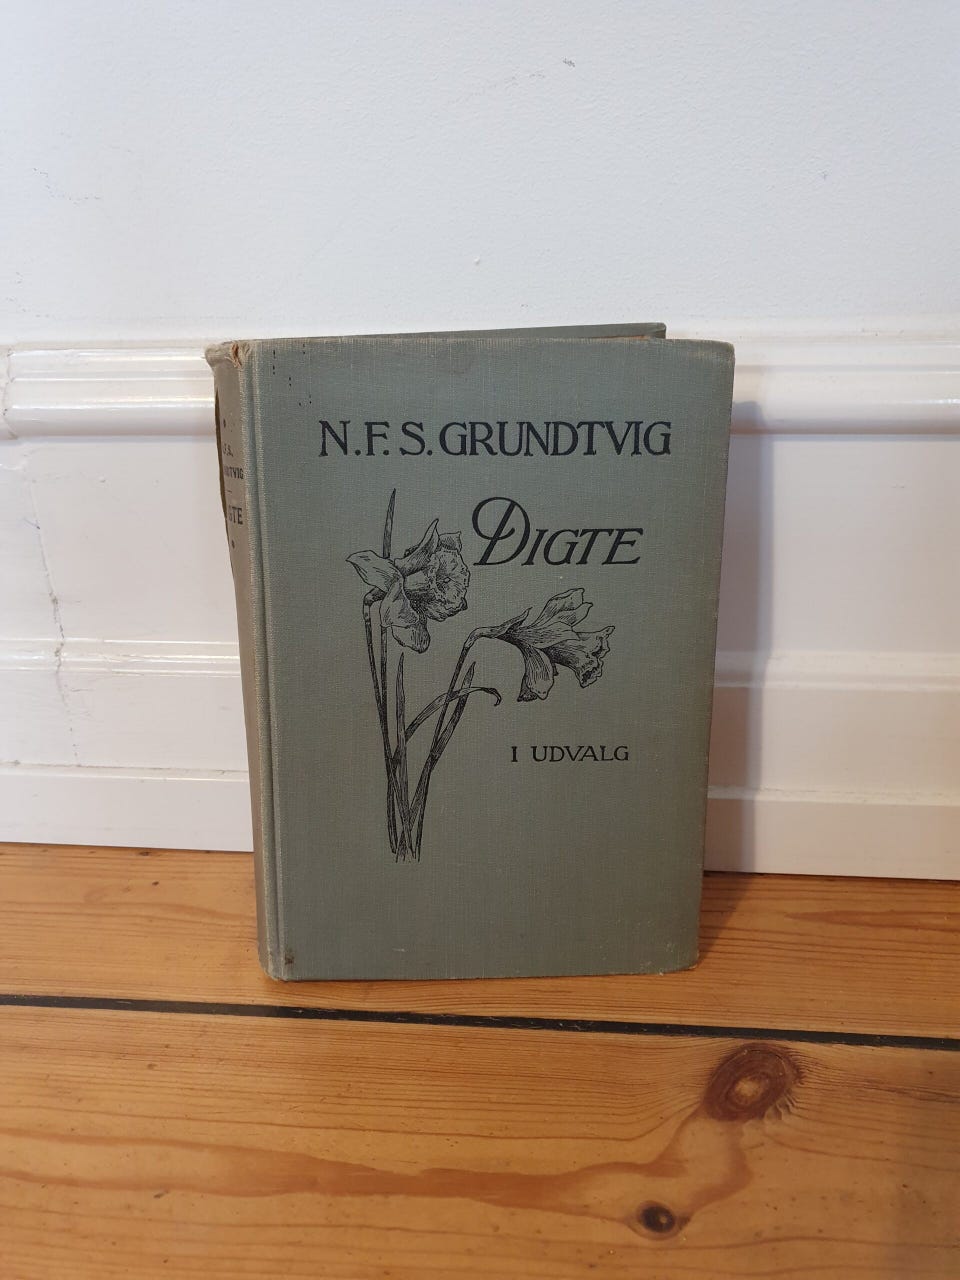 N.F.S. GRUNDTVIG
DIGTE
I UDVALG